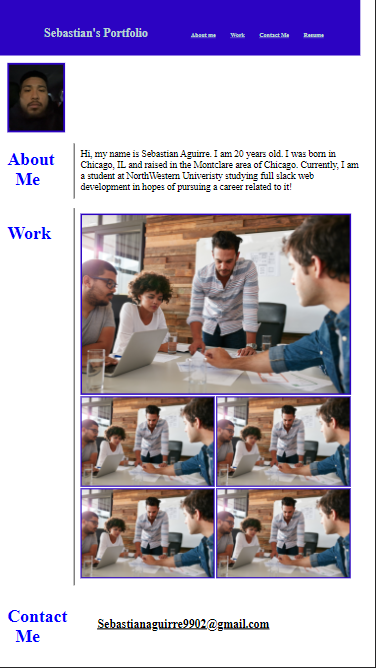 Sebastian's Portfolio
About me Work Contact Me Resume
About
Me
Hi, my name is Sebastian Aguirre. I am 20 years old. I was born in
Chicago, IL and raised in the Montclare area of Chicago. Currently, I am
a student at NorthWestern Univeristy studying full slack web
development in hopes of pursuing a career related to it!
Work
Contact
Me
Sebastianaguirre9902@gmail.com